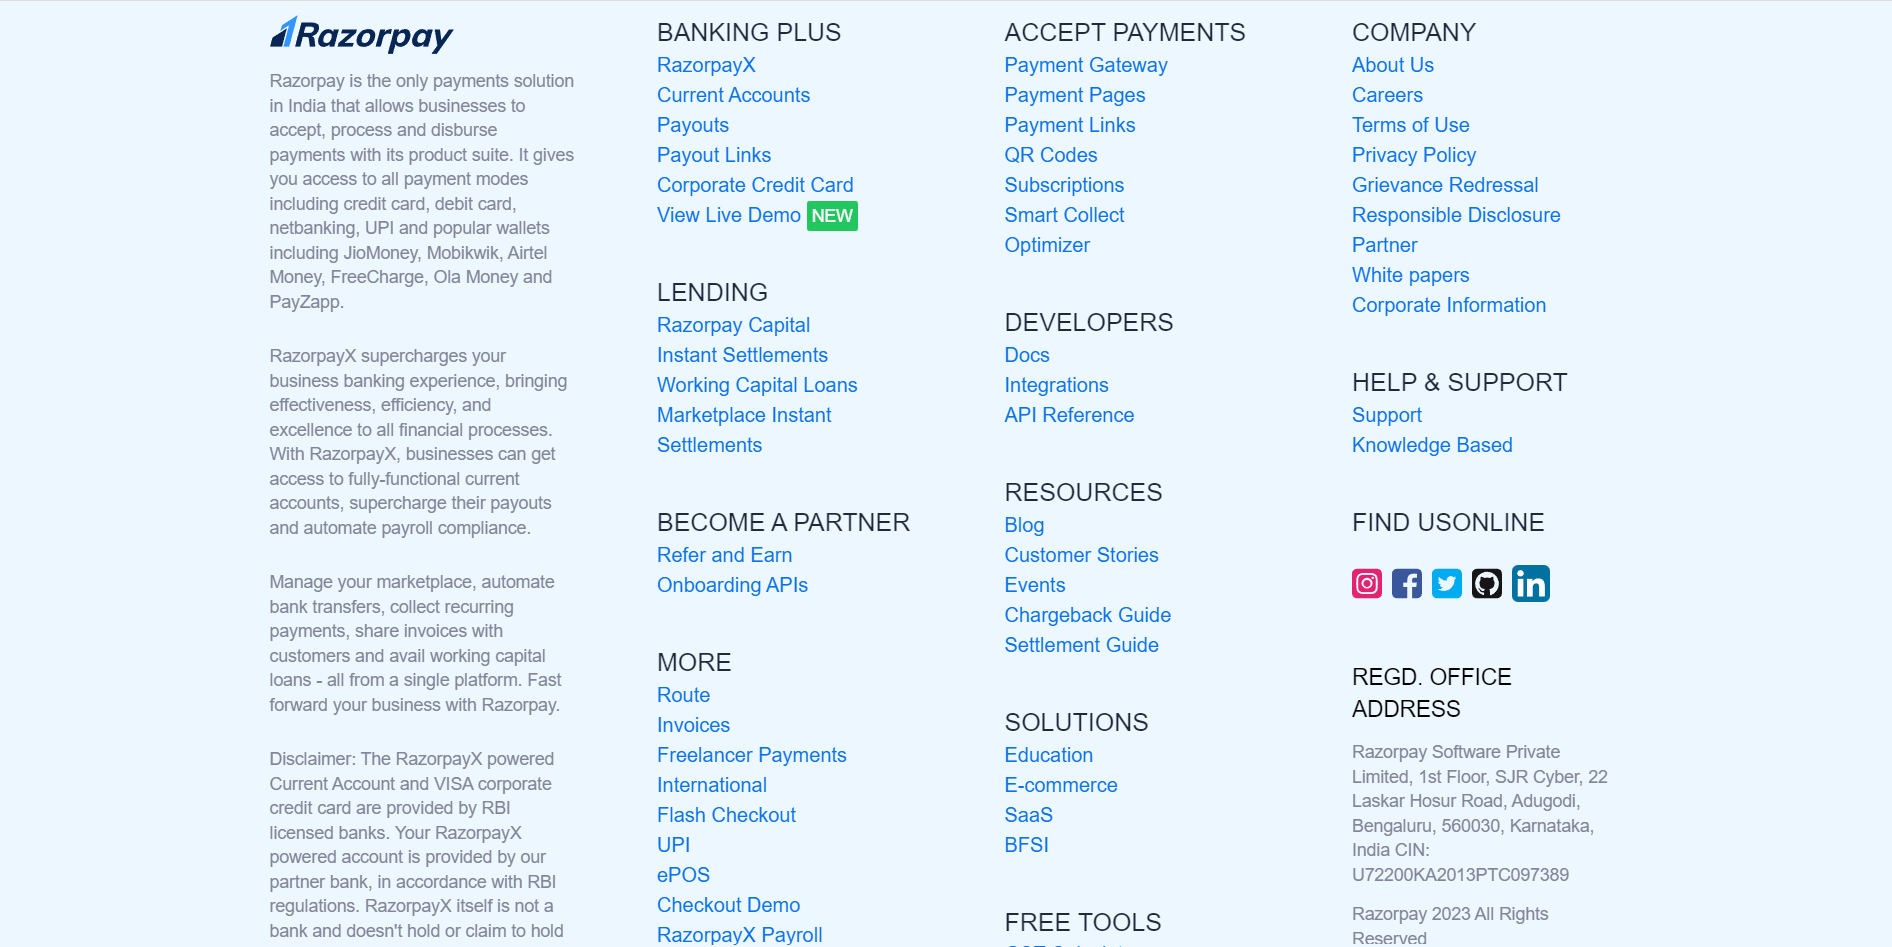 Razorpay
Razorpay is the only payments solution
in India that allows businesses to
accept, process and disburse
payments with its product suite. It gives
you access to all payment modes
including credit card, debit card,
netbanking, UPI and popular wallets
including JioMoney, Mobikwik, Airtel
Money, FreeCharge, Ola Money and
PayZapp.
RazorpayX supercharges your
business banking experience, bringing
effectiveness, efficiency, and
excellence to all financial processes.
With RazorpayX, businesses can get
access to fully-functional current
accounts, supercharge their payouts
and automate payroll compliance.
Manage your marketplace, automate
bank transfers, collect recurring
payments, share invoices with
customers and avail working capital
loans - all from a single platform. Fast
forward your business with Razorpay.
Disclaimer: The RazorpayX powered
Current Account and VISA corporate
credit card are provided by RBI
licensed banks. Your RazorpayX
powered account is provided by our
partner bank, in accordance with RBI
regulations. RazorpayX itself is not a
bank and doesn't hold or claim to hold
BANKING PLUS
RazorpayX
Current Accounts
Payouts
Payout Links
Corporate Credit Card
View Live Demo NEW
LENDING
Razorpay Capital
Instant Settlements
Working Capital Loans
Marketplace Instant
Settlements
BECOME A PARTNER
Refer and Earn
Onboarding APIs
MORE
Route
Invoices
Freelancer Payments
International
Flash Checkout
UPI
ePOS
Checkout Demo
RazorpayX Payroll
ACCEPT PAYMENTS
Payment Gateway
Payment Pages
Payment Links
QR Codes
Subscriptions
Smart Collect
Optimizer
DEVELOPERS
Docs
Integrations
API Reference
RESOURCES
Blog
Customer Stories
Events
Chargeback Guide
Settlement Guide
SOLUTIONS
Education
E-commerce
SaaS
BFSI
FREE TOOLS
COMPANY
About Us
Careers
Terms of Use
Privacy Policy
Grievance Redressal
Responsible Disclosure
Partner
White papers
Corporate Information
HELP & SUPPORT
Support
Knowledge Based
FIND USONLINE
in
REGD. OFFICE
ADDRESS
Razorpay Software Private
Limited, 1st Floor, SJR Cyber, 22
Laskar Hosur Road, Adugodi,
Bengaluru, 560030, Karnataka,
India CIN:
U72200KA2013PTC097389
Razorpay 2023 All Rights
Reserved